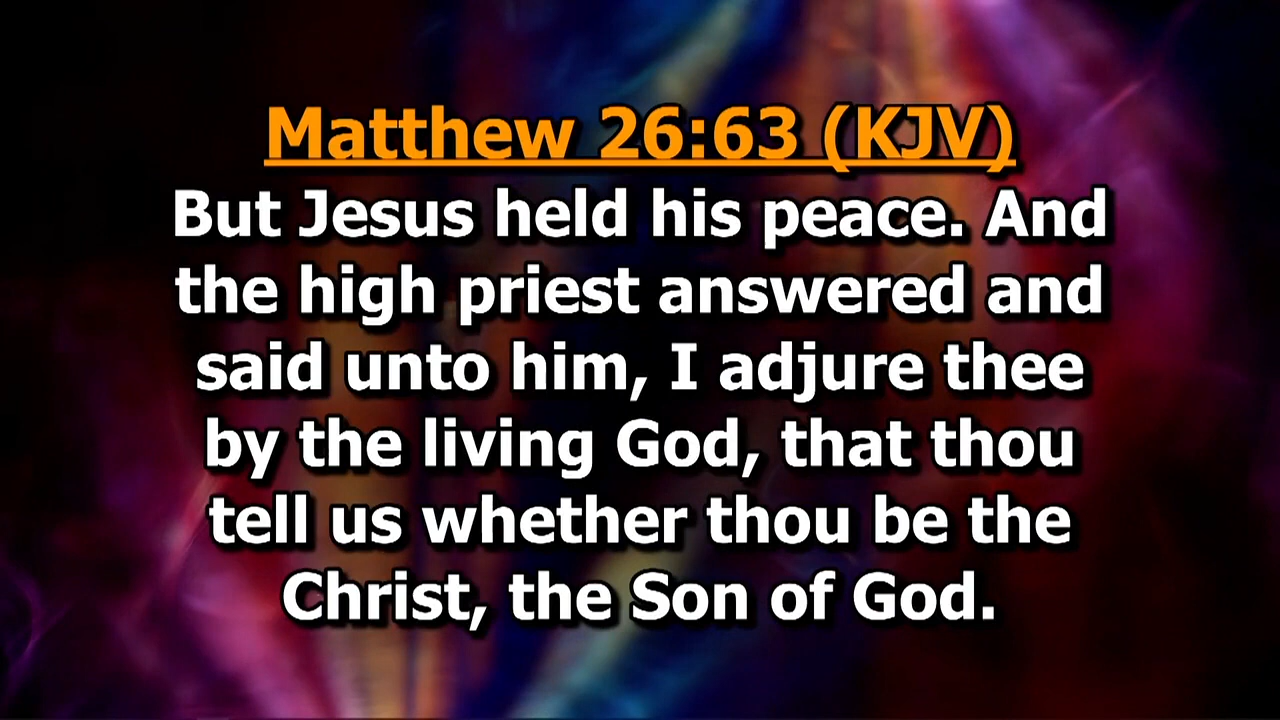 Matthew 26:63 (KJV)
But Jesus held his peace. And
the high priest answered and
said unto him, I adjure thee
by the living God, that thou
tell us whether thou be the
Christ, the Son of God.